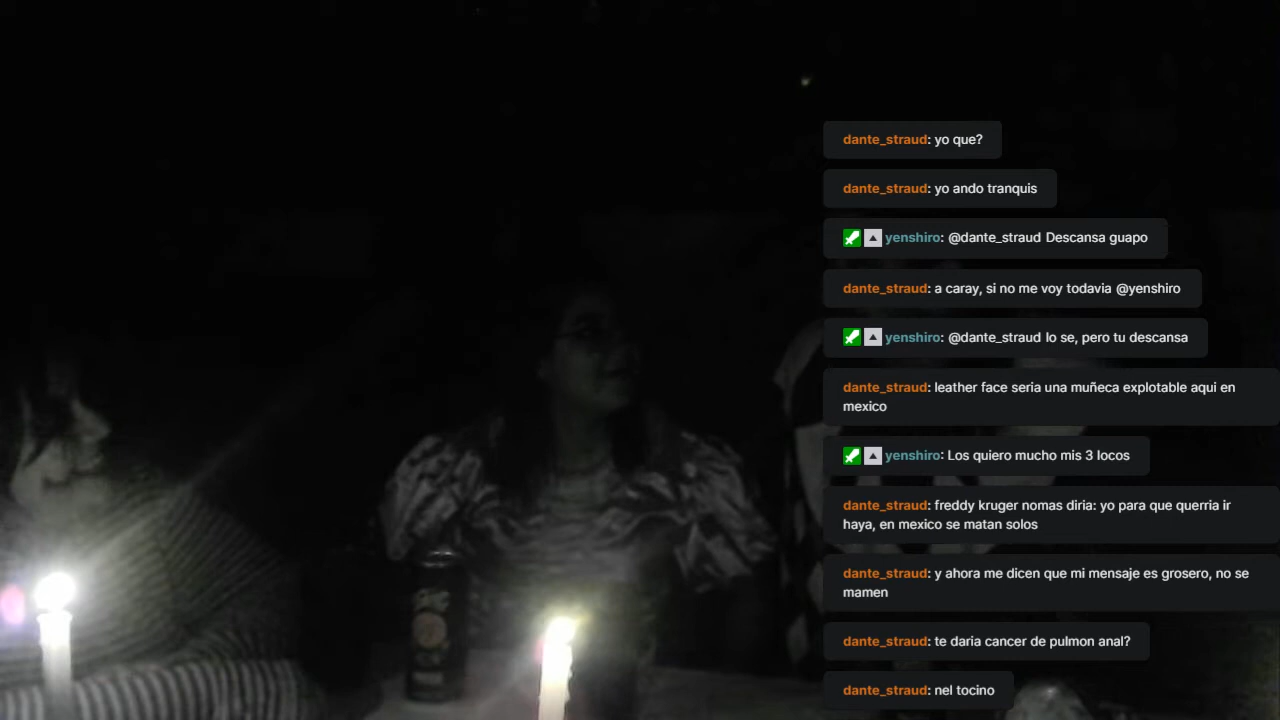 dante_straud: yo que?
dante_straud: yo ando tranquis
yenshiro: @dante_straud Descansa guapo
dante_straud: a caray, si no me voy todavia @yenshiro
yenshiro: @dante_straud lo se, pero tu descansa
dante_straud: leather face seria una muñeca explotable aqui en
mexico
yenshiro: Los quiero mucho mis 3 locos
dante_straud: freddy kruger nomas diria: yo para que querria ir
haya, en mexico se matan solos
dante_straud: y ahora me dicen que mi mensaje es grosero, no se
mamen
dante_straud: te daria cancer de pulmon anal?
dante_straud: nel tocino